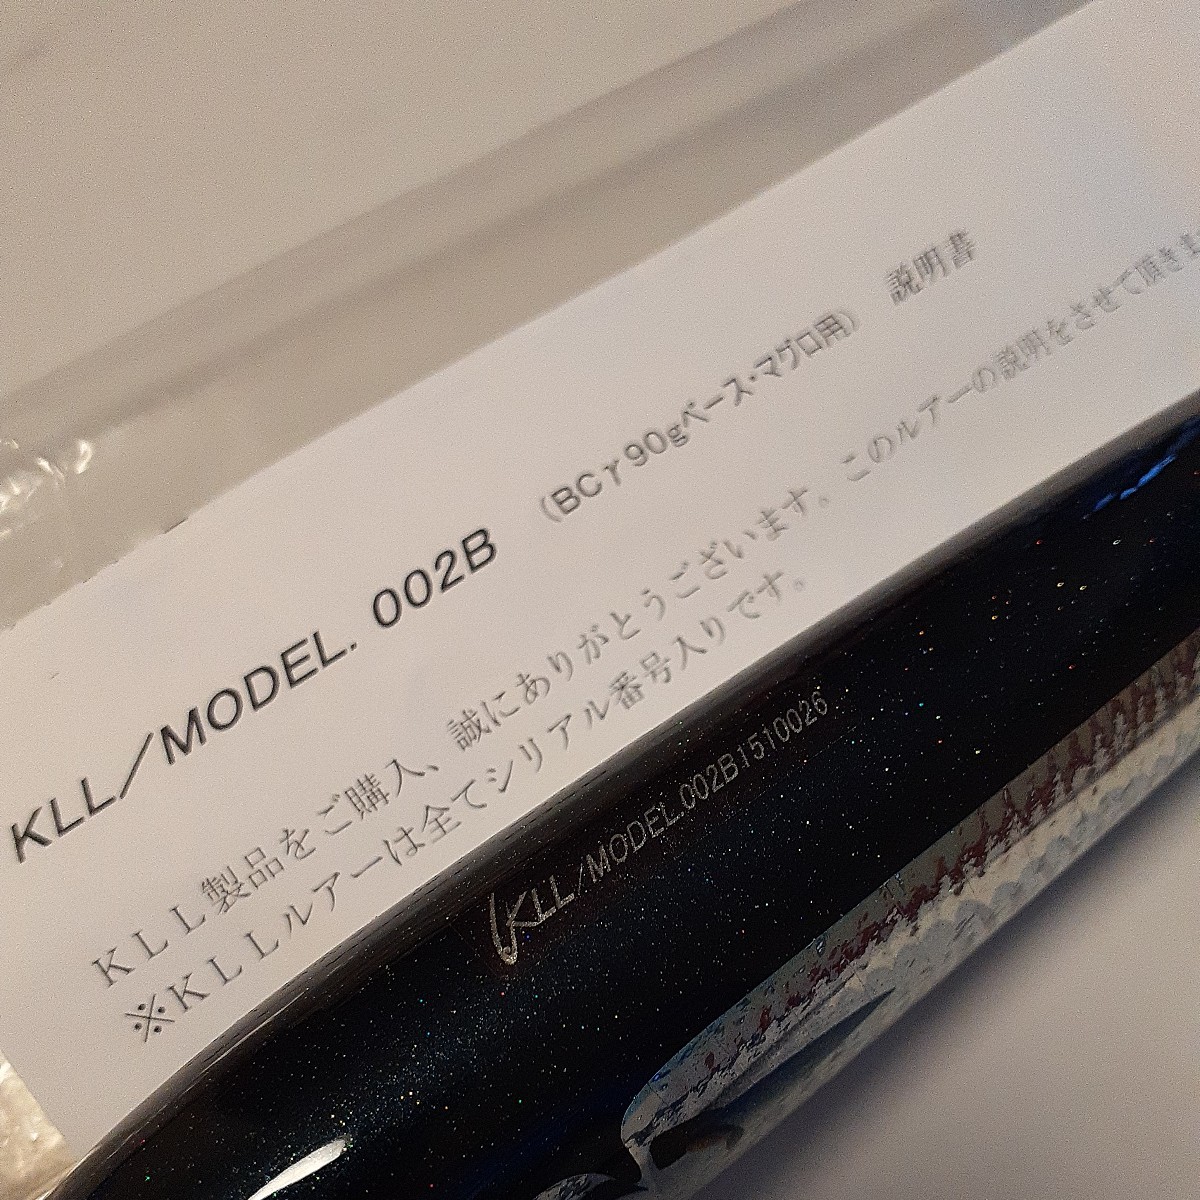 KLL／MODEL. 002B （BCγ90gベース・マグロ用） 説明書
KLL製品をご購入、誠にありがとうございます。このルアーの説明をさせて頂きま
※KLLルアーは全てシリアル番号入りです。
KLL/MODEL.002B1510026